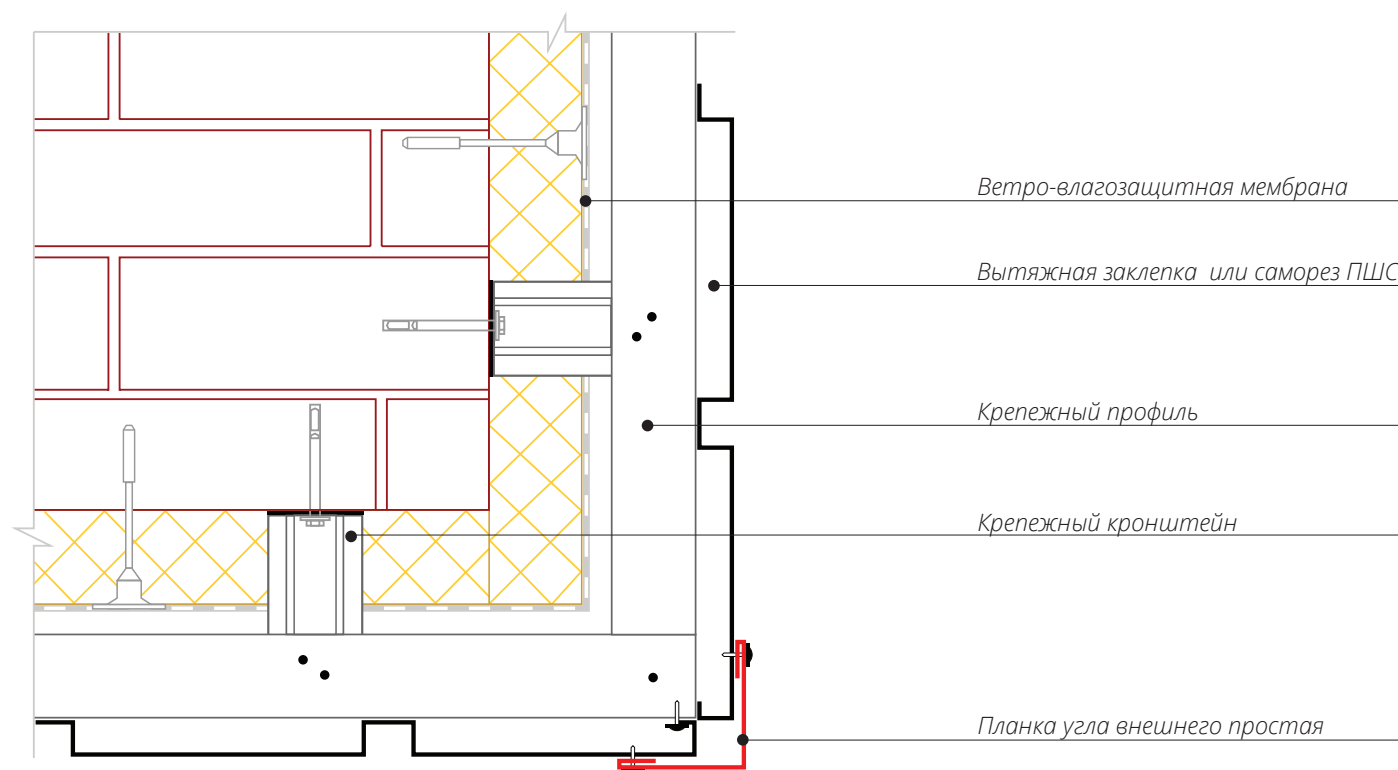 Ветро-влагозащитная мембрана
Вытяжная заклепка или саморез ПШС
Крепежный профиль
Крепежный кронштейн
Планка угла внешнего простая